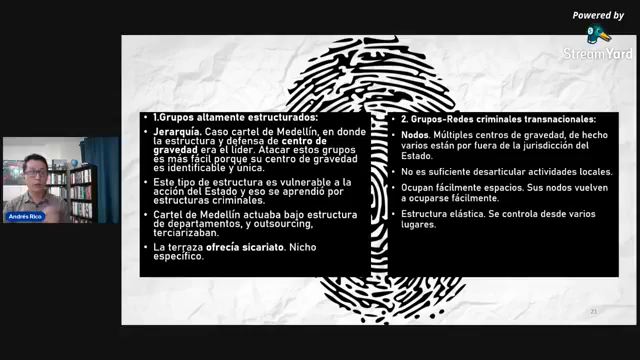 Powered by
StreamYard
1.Grupos altamente estructurados:
Jerarquía. Caso cartel de Medellín, en donde
la estructura y defensa de centro de
gravedad era el líder. Atacar estos grupos
es más fácil porque su centro de gravedad
es identificable y única.
Este tipo de estructura es vulnerable a la
acción del Estado y eso se aprendió por
estructuras criminales.
Cartel de Medellín actuaba bajo estructura
de departamentos, y outsourcing,
terciarizaban.
La terraza ofrecía sicariato. Nicho
específico.
2. Grupos-Redes criminales transnacionales:
Nodos. Múltiples centros de gravedad, de hecho
varios están por fuera de la jurisdicción del
Estado.
No es suficiente desarticular actividades locales.
Ocupan fácilmente espacios. Sus nodos vuelven
a ocuparse fácilmente.
Estructura elástica. Se controla desde varios
lugares.
Andrés Rico
21